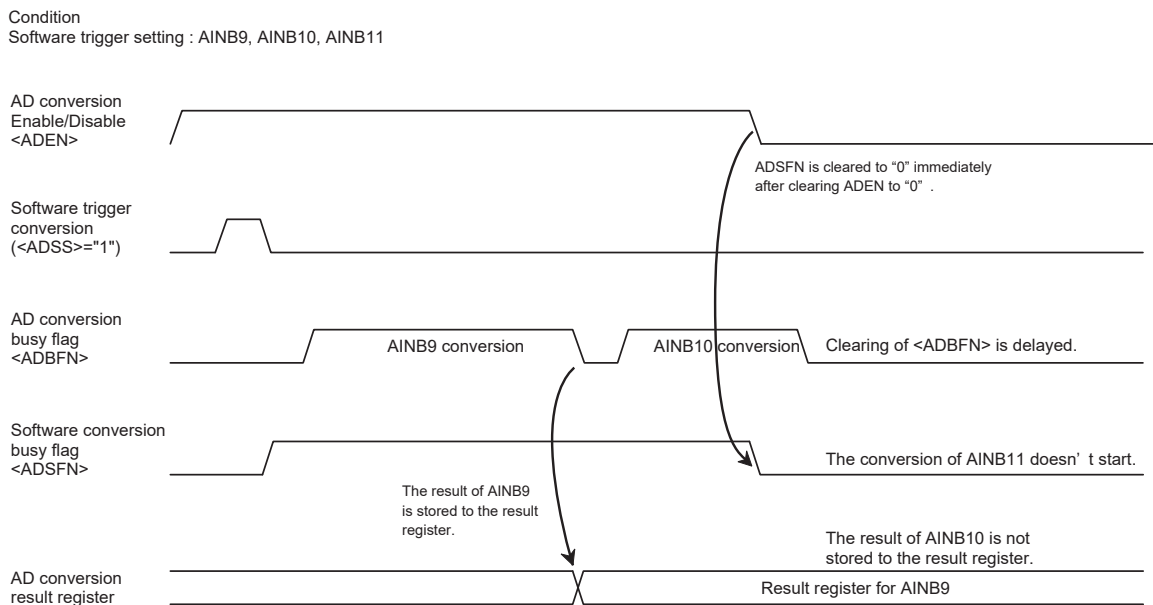 Condition
Software trigger setting : AINB9, AINB10, AINB11
AD conversion
Enable/Disable
<ADEN>
ADSFN is cleared to “0” immediately
after clearing ADEN to “0” .
Software trigger
conversion
(<ADSS>="1")
AD conversion
busy flag
<ADBFN>
AINB9 conversion
AINB10 conversion
Clearing of <ADBFN> is delayed.
Software conversion
busy flag
<ADSFN>
The conversion of AINB11 doesn’ t start.
The result of AINB9
is stored to the result
register.
The result of AINB10 is not
stored to the result register.
AD conversion
result register
Result register for AINB9